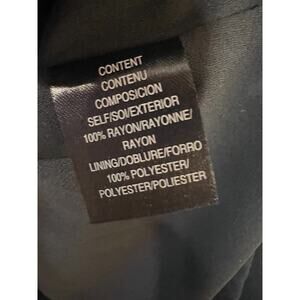 CONTENT
CONTENU
COMPOSICION
SELF/SOI/EXTERIOR
100% RAYON/RAYONNE/
RAYON
LINING/DOBLURE/FORRO
100% POLYESTER/
POLYESTER/POLIESTER